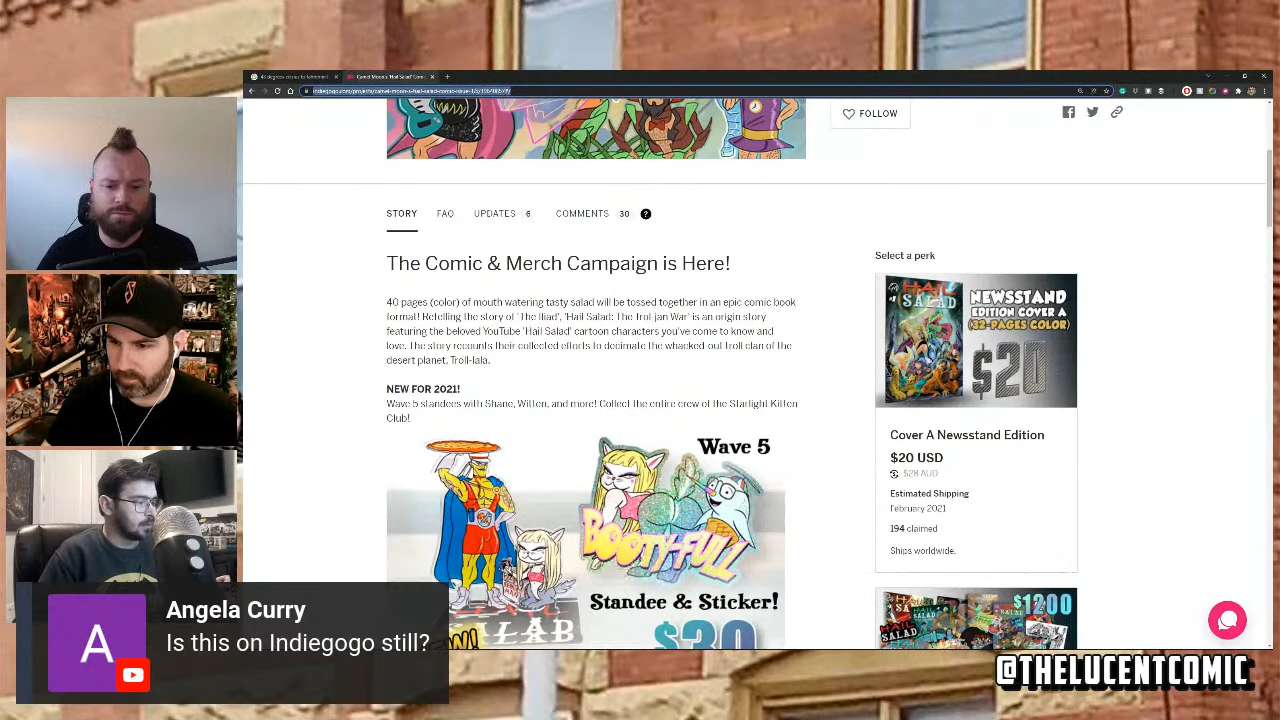 FOLLOW
STORY
FAQ
UPDATES 6
COMMENTS 30 ?
The Comic & Merch Campaign is Here!
40 pages (color) of mouth watering tasty salad will be tossed together in an epic comic book
format! Retelling the story of 'The Iliad', 'Hail Salad: The Trol-jan War' is an origin story
featuring the beloved YouTube 'Hail Salad' cartoon characters you've come to know and
love. The story recounts their collected efforts to decimate the whacked-out troll clan of the
desert planet, Troll-lala.
NEW FOR 2021!
Wave 5 standees with Shane, Witten, and more! Collect the entire crew of the Starlight Kitten
Club!
Wave 5
BOOTY-FULL
Standee & Sticker!
$30
Select a perk
HAIL
SALAD
NEWSSTAND
EDITION COVER A
(32-PAGES COLOR)
$20
Cover A Newsstand Edition
$20 USD
$28 AUD
Estimated Shipping
February 2021
194 claimed
Ships worldwide.
$1200
A
Angela Curry
Is this on Indiegogo still?
@THELUCENTCOMIC